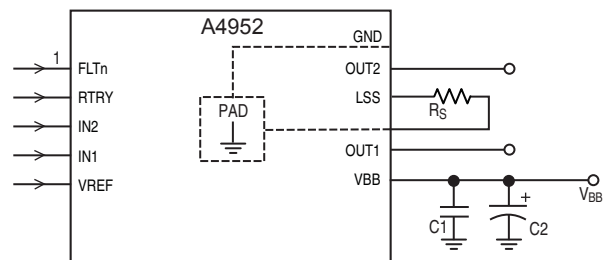 A4952
GND
1
FLTn
OUT2
RTRY
LSS
RS
IN2
PAD
IN1
OUT1
VREF
VBB
VBB
+
C1
C2